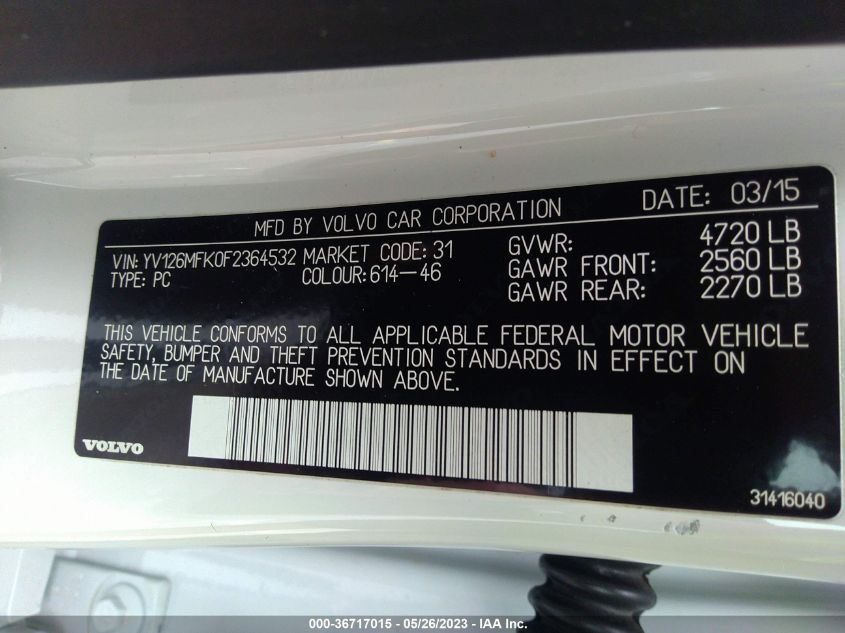 MFD BY VOLVO CAR CORPORATION DATE: 03/15
VIN: YV126MFK0F2364532 MARKET CODE: 31 GVWR: 4720 LB
TYPE: PC COLOUR: 614-46 GAWR FRONT: 2560 LB
GAWR REAR: 2270 LB
THIS VEHICLE CONFORMS TO ALL APPLICABLE FEDERAL MOTOR VEHICLE
SAFETY, BUMPER AND THEFT PREVENTION STANDARDS IN EFFECT ON
THE DATE OF MANUFACTURE SHOWN ABOVE.
VOLVO
31416040
000-36717015 - 05/26/2023 - IAA Inc.